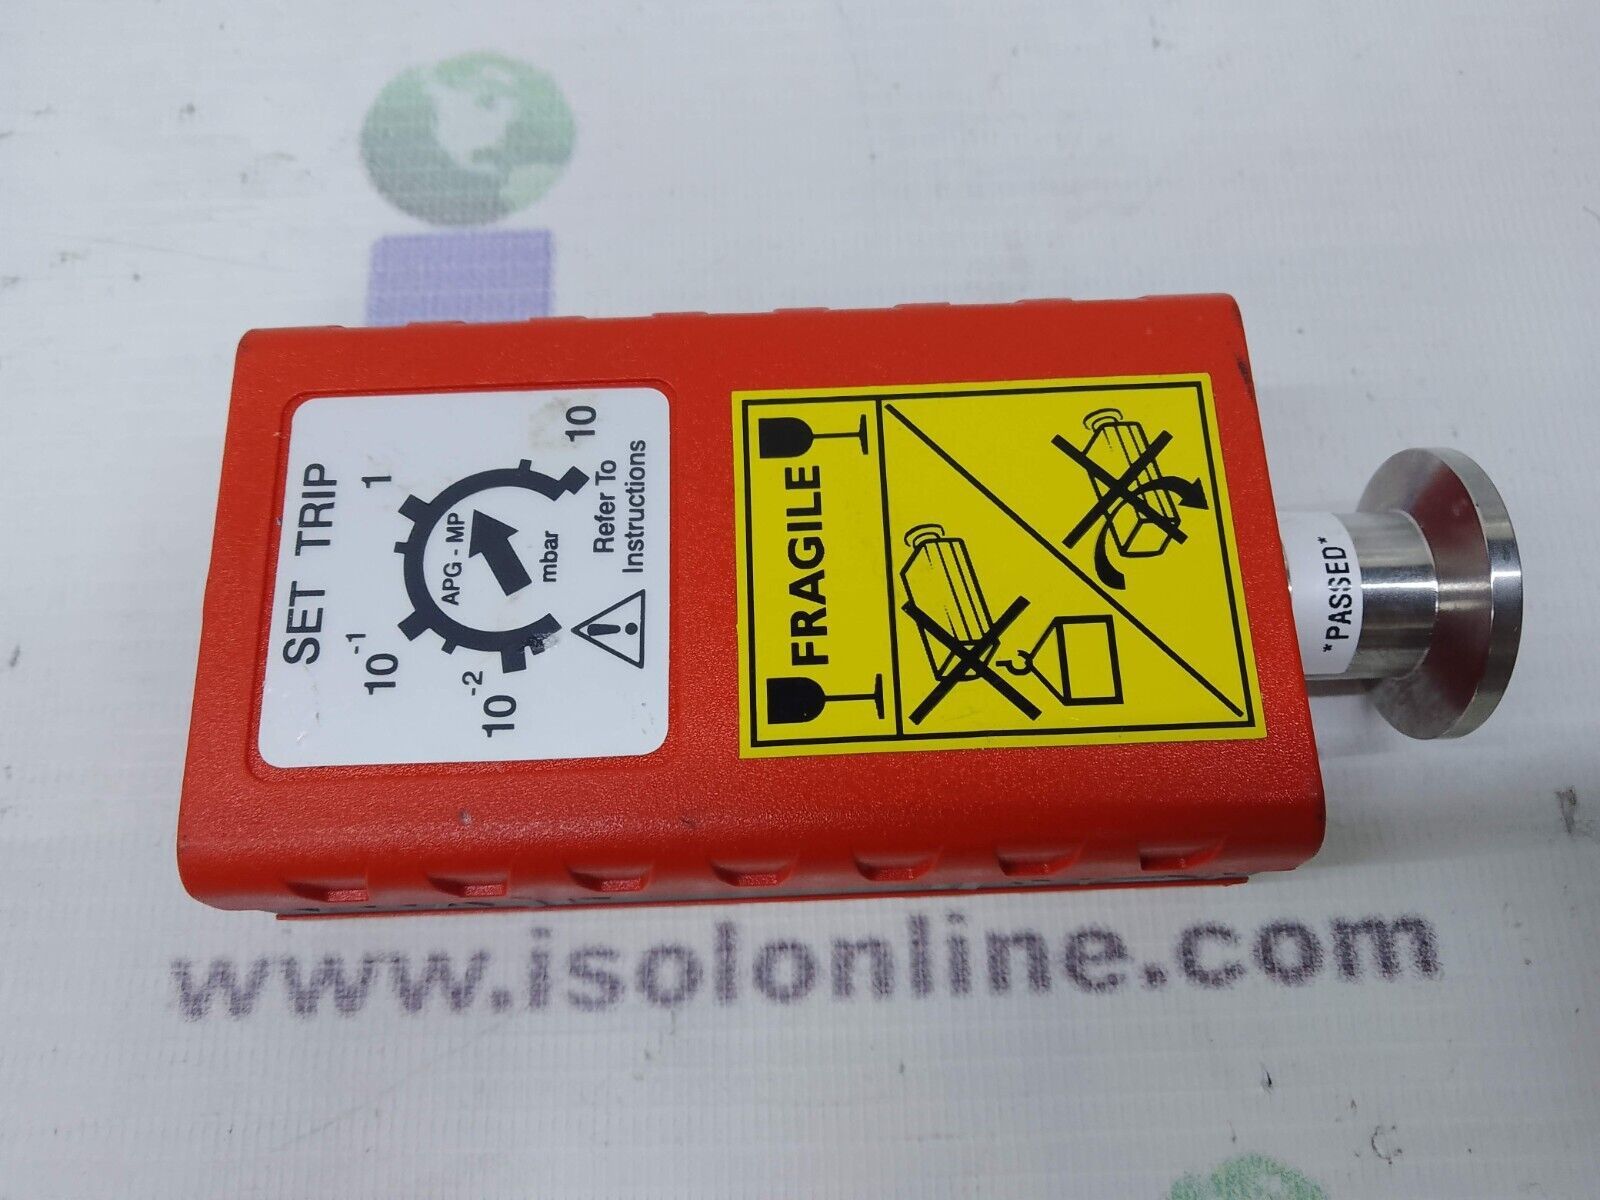 SET TRIP
10-2
10-1
1
10
APG - MP
mbar
Refer To
Instructions
FRAGILE
*PASSED*
www.isolonline.com